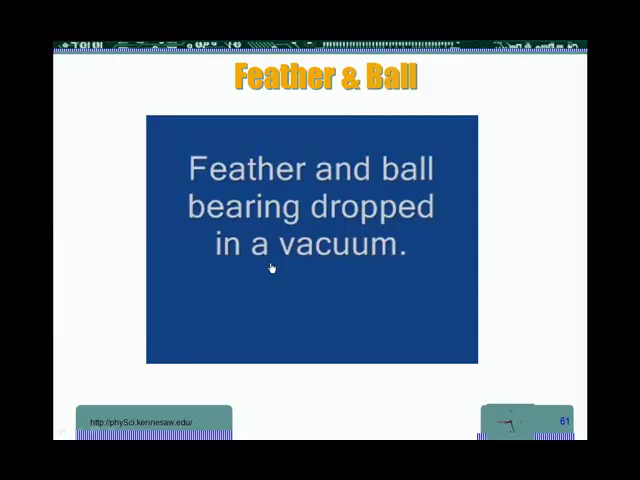 Feather & Ball
Feather and ball
bearing dropped
in a vacuum.
http://phySci.kennesaw.edu/
61